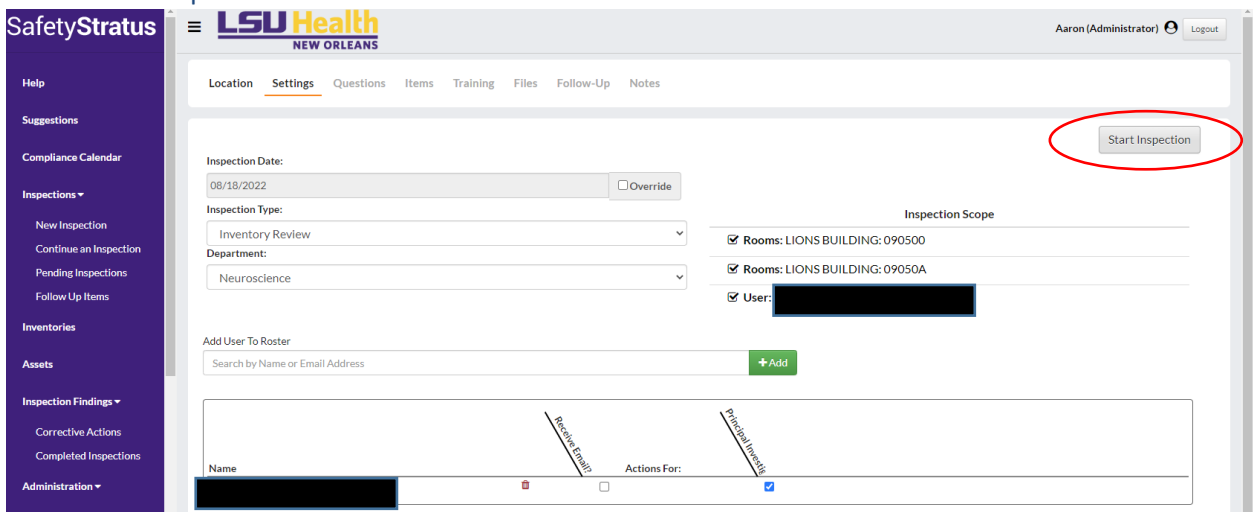 SafetyStratus
Help
Suggestions
Compliance Calendar
Inspections
New Inspection
Continue an Inspection
Pending Inspections
Follow Up Items
Inventories
Assets
Inspection Findings
Corrective Actions
Completed Inspections
Administration
LSU Health
NEW ORLEANS
Aaron (Administrator) Logout
Location Settings Questions Items Training Files Follow-Up Notes
Start Inspection
Inspection Date:
08/18/2022 Override
Inspection Type:
Inventory Review
Department:
Neuroscience
Inspection Scope
Rooms: LIONS BUILDING: 090500
Rooms: LIONS BUILDING: 09050A
User:
Add User To Roster
Search by Name or Email Address +Add
Name Receive Email? Actions For: Principal Investig